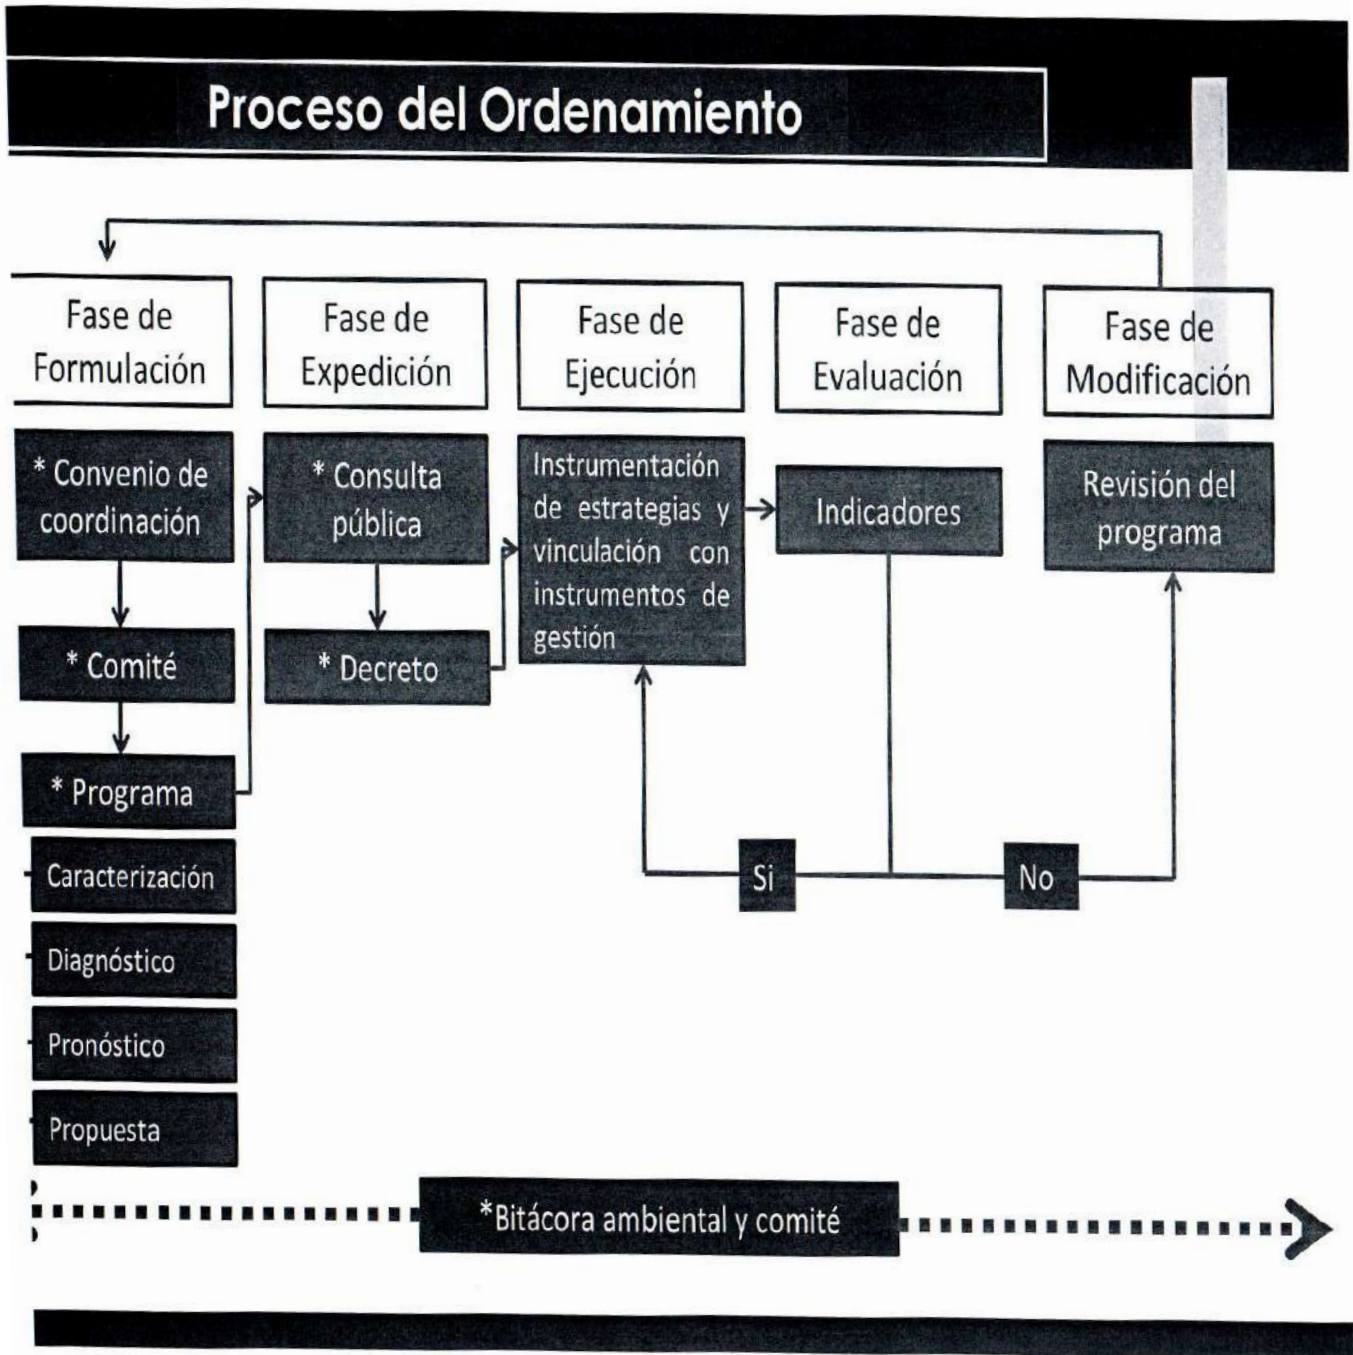 Proceso del Ordenamiento
Fase de
Formulación
* Convenio de
coordinación
* Comité
* Programa
Caracterización
Diagnóstico
Pronóstico
Propuesta
Fase de
Expedición
* Consulta
pública
* Decreto
Fase de
Ejecución
Instrumentación
de estrategias y
vinculación con
instrumentos de
gestión
Fase de
Evaluación
Indicadores
Si
No
Fase de
Modificación
Revisión del
programa
*Bitácora ambiental y comité